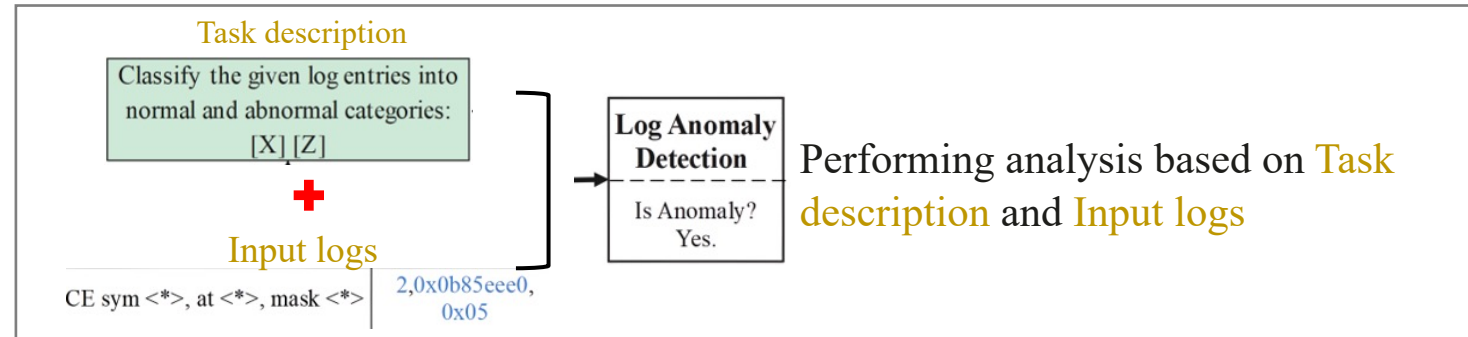 Task description
Classify the given log entries into
normal and abnormal categories:
[X] [Z]
Input logs
CE sym <*>, at <*>, mask <*>
2,0x0b85eee0,
0x05
Log Anomaly
Detection
Is Anomaly?
Yes.
Performing analysis based on Task
description and Input logs